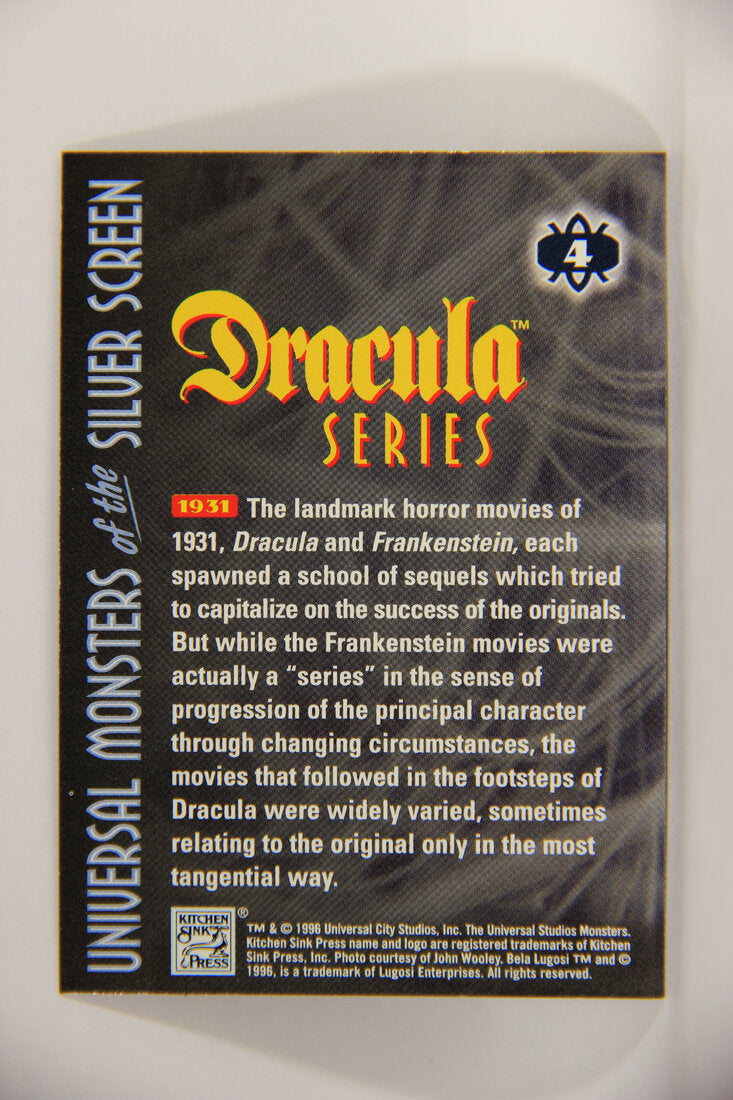 UNIVERSAL MONSTERS of the SILVER SCREEN
4
Dracula™
SERIES
1931 The landmark horror movies of
1931, Dracula and Frankenstein, each
spawned a school of sequels which tried
to capitalize on the success of the originals.
But while the Frankenstein movies were
actually a “series” in the sense of
progression of the principal character
through changing circumstances, the
movies that followed in the footsteps of
Dracula were widely varied, sometimes
relating to the original only in the most
tangential way.
KITCHEN
SINK
PRESS
®
TM & © 1996 Universal City Studios, Inc. The Universal Studios Monsters.
Kitchen Sink Press name and logo are registered trademarks of Kitchen
Sink Press, Inc. Photo courtesy of John Wooley. Bela Lugosi TM and ©
1996, is a trademark of Lugosi Enterprises. All rights reserved.